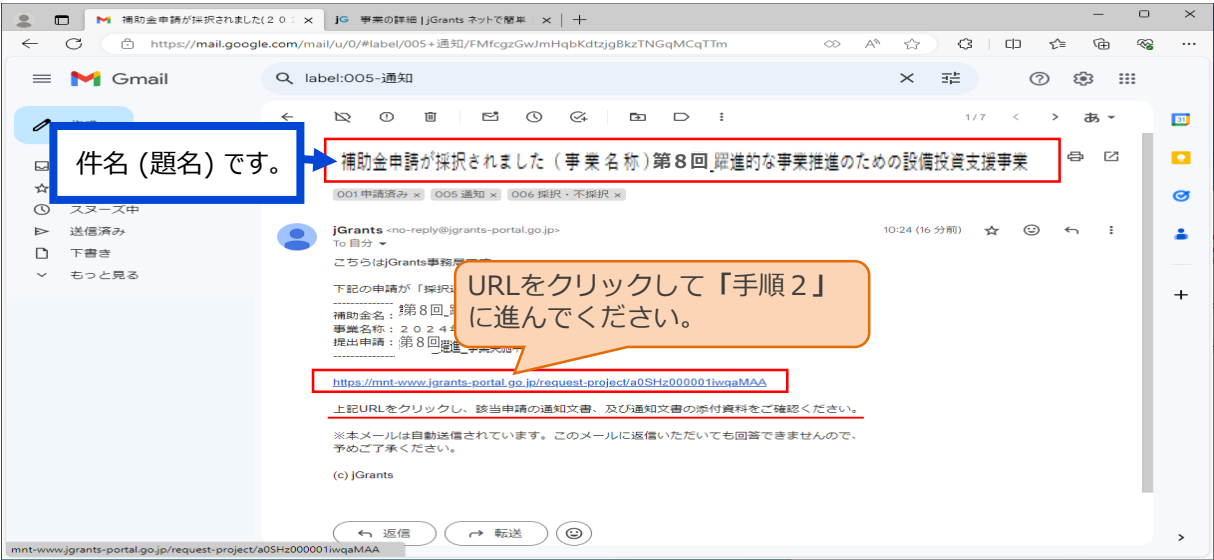 補助金申請が採択されました(２０２
jG 事業の詳細 | jGrants ネットで簡単
https://mail.google.com/mail/u/0/#label/005+通知/FMfcgzGwJmHqbKdtzjgBkzTNGqMCqTTm
Gmail
label:005-通知
1/7
あ
31
件名 (題名) です。
補助金申請が採択されました（事業名称)第８回_躍進的な事業推進のための設備投資支援事業
001 申請済み ×
005 通知 ×
006 採択・不採択 ×
スヌーズ中
送信済み
下書き
もっと見る
jGrants <no-reply@jgrants-portal.go.jp>
10:24 (16 分前)
To 自分
こちらはjGrants事務局
下記の申請が「採択
-------------
補助金名：第８回_
事業名称：２０２４
提出申請：第８回_躍進_事業実施
-------------
URLをクリックして「手順２」
に進んでください。
https://mnt-www.jgrants-portal.go.jp/request-project/a0SHz000001iwqaMAA
上記URLをクリックし、該当申請の通知文書、及び通知文書の添付資料をご確認ください。
※本メールは自動送信されています。このメールに返信いただいても回答できませんので、
予めご了承ください。
(c) jGrants
返信
転送
mnt-www.jgrants-portal.go.jp/request-project/a0SHz000001iwqaMAA